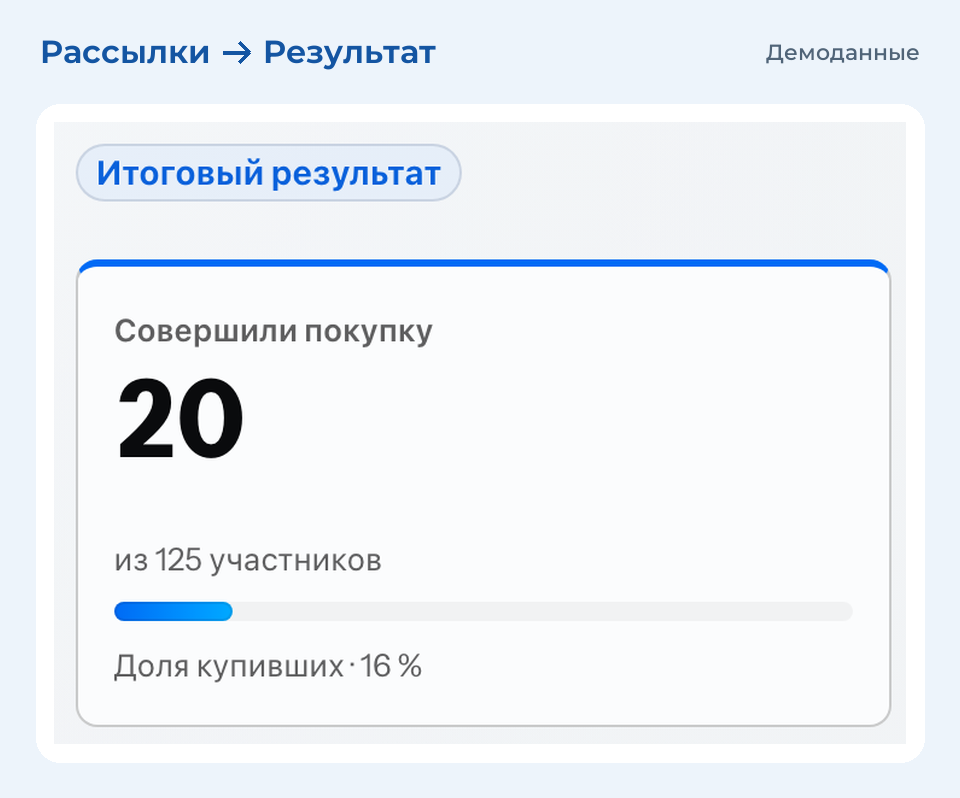 Рассылки → Результат
Демоданные
Итоговый результат
Совершили покупку
20
из 125 участников
Доля купивших · 16 %